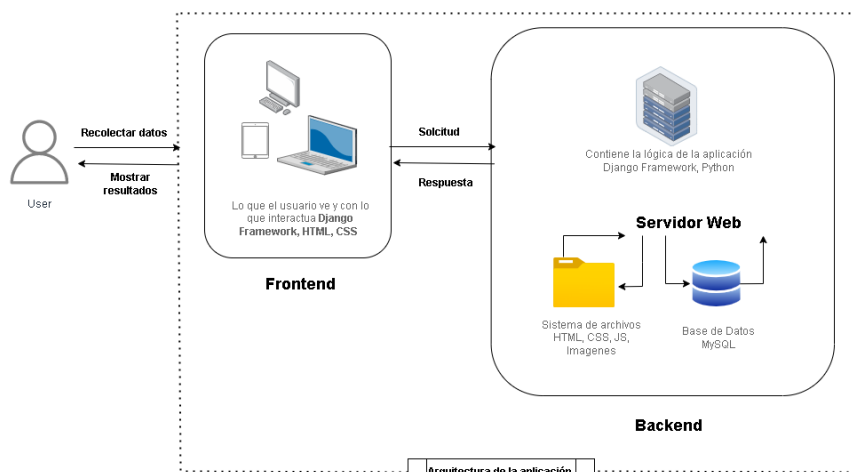 User
Recolectar datos
Mostrar
resultados
Lo que el usuario ve y con lo
que interactua Django
Framework, HTML, CSS
Frontend
Solcitud
Respuesta
Contiene la lógica de la aplicación
Django Framework, Python
Servidor Web
Sistema de archivos
HTML, CSS, JS,
Imagenes
Base de Datos
MySQL
Backend
Arquitectura de la aplicación